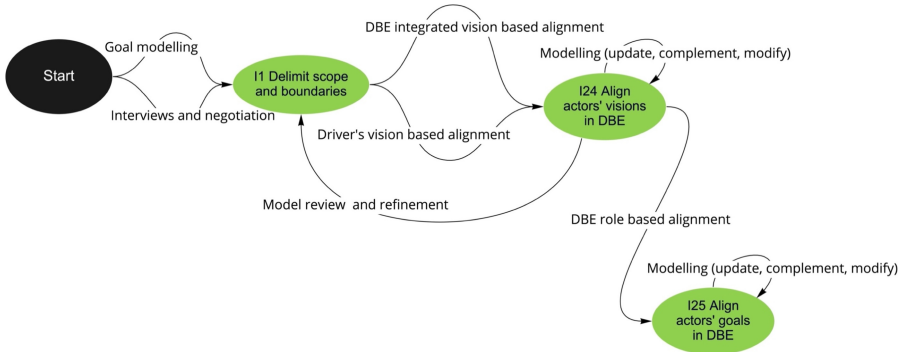 DBE integrated vision based alignment
Goal modelling
Modelling (update, complement, modify)
Start
I1 Delimit scope
and boundaries
I24 Align
actors' visions
in DBE
Interviews and negotiation
Driver's vision based alignment
Model review and refinement
DBE role based alignment
Modelling (update, complement, modify)
I25 Align
actors' goals
in DBE